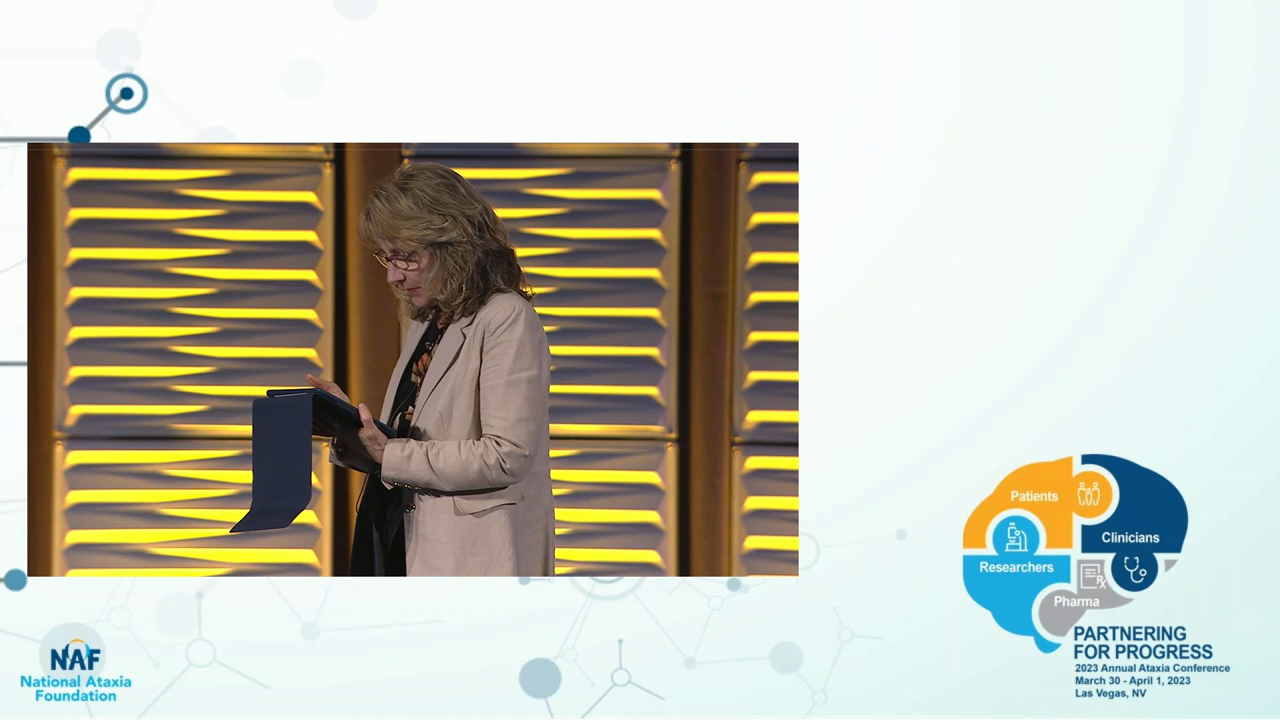 Patients
Clinicians
Researchers
Pharma
NAF
National Ataxia
Foundation
PARTNERING
FOR PROGRESS
2023 Annual Ataxia Conference
March 30 - April 1, 2023
Las Vegas, NV